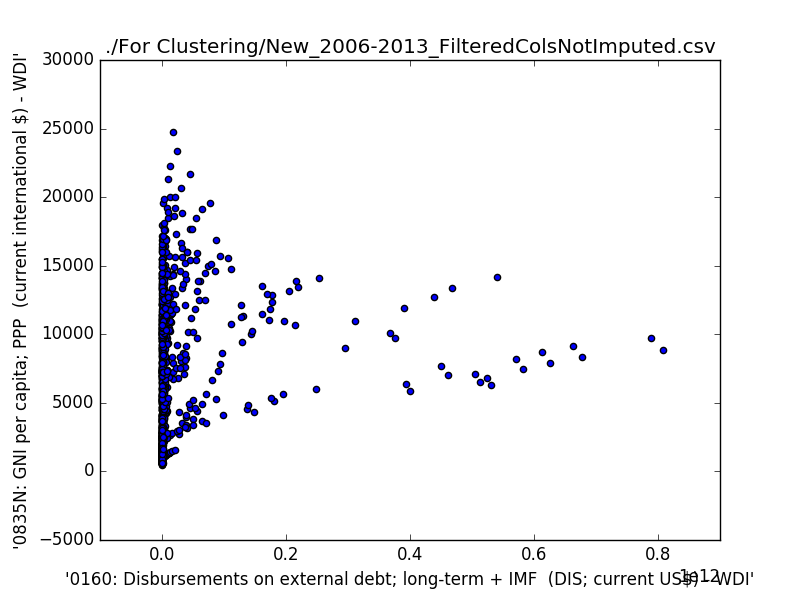 ./For Clustering/New_2006-2013_FilteredColsNotImputed.csv
'0835N: GNI per capita; PPP  (current international $) - WDI'
30000
25000
20000
15000
10000
5000
0
−5000
0.0 0.2 0.4 0.6 0.8
1e12
'0160: Disbursements on external debt; long-term + IMF  (DIS; current US$) - WDI'